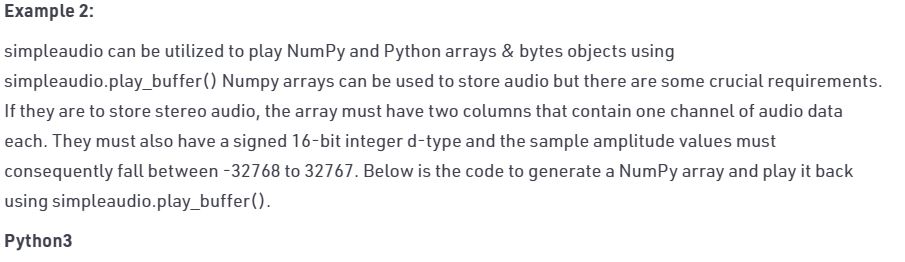 Example 2:
simpleaudio can be utilized to play NumPy and Python arrays & bytes objects using
simpleaudio.play_buffer() Numpy arrays can be used to store audio but there are some crucial requirements.
If they are to store stereo audio, the array must have two columns that contain one channel of audio data
each. They must also have a signed 16-bit integer d-type and the sample amplitude values must
consequently fall between -32768 to 32767. Below is the code to generate a NumPy array and play it back
using simpleaudio.play_buffer().
Python3